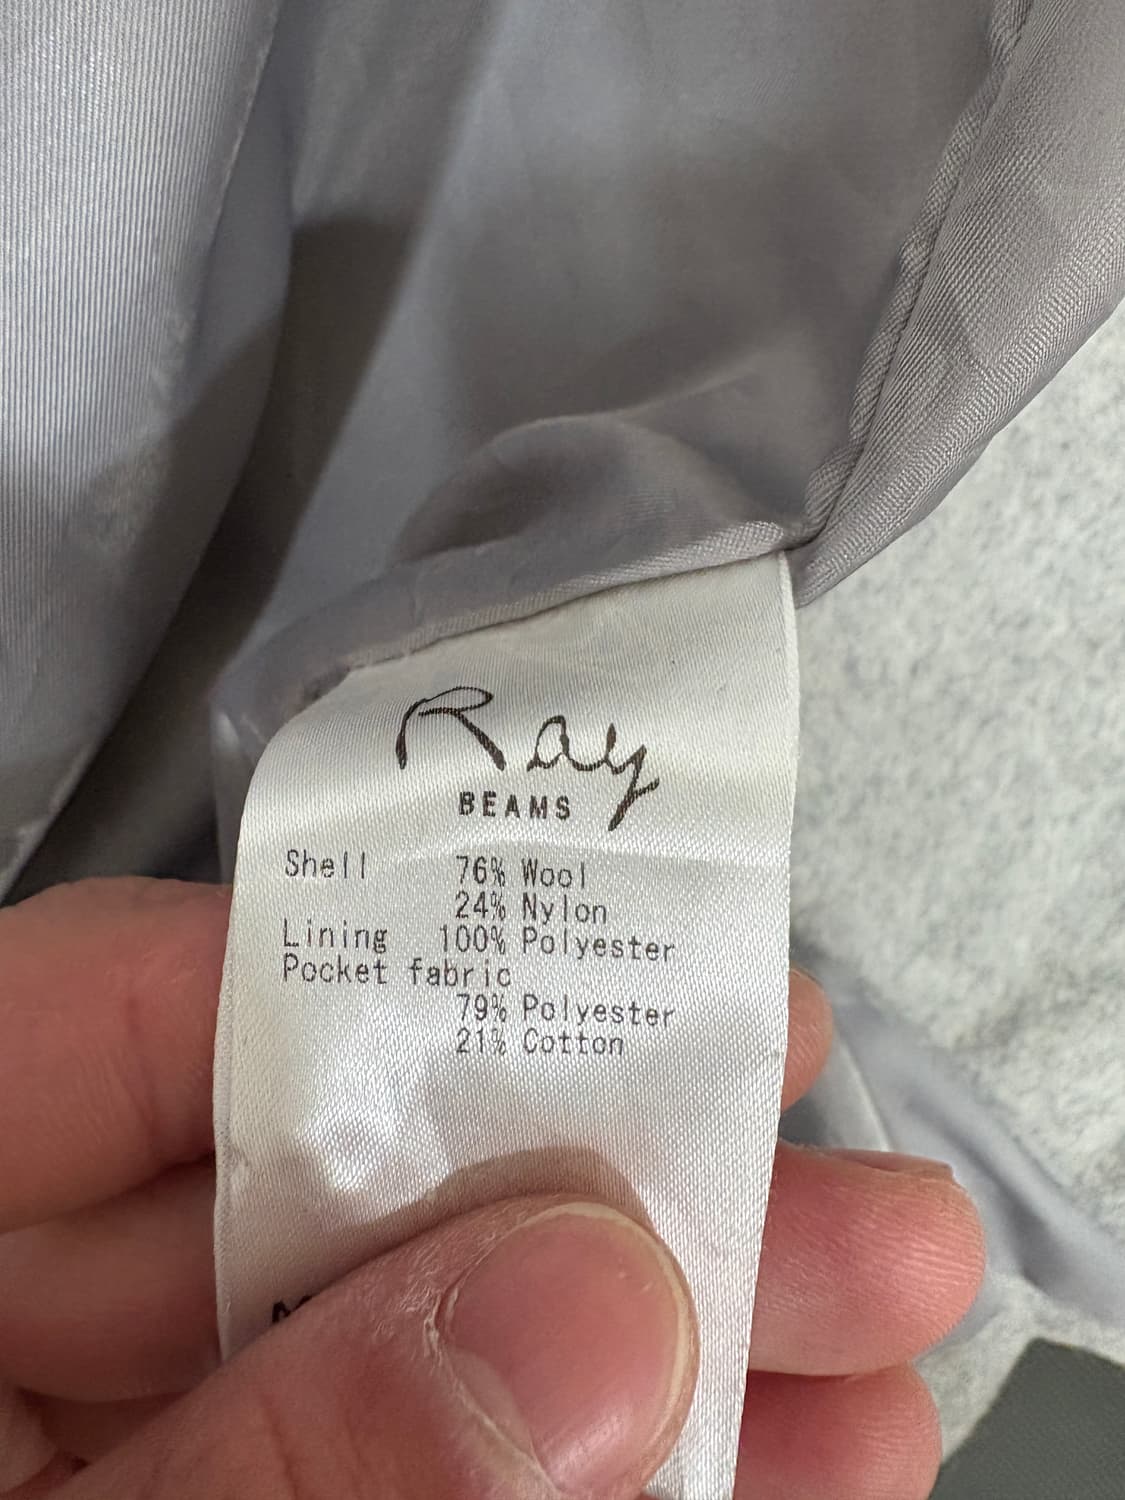 Ray
BEAMS
Shell 76% Wool
24% Nylon
Lining 100% Polyester
Pocket fabric
79% Polyester
21% Cotton